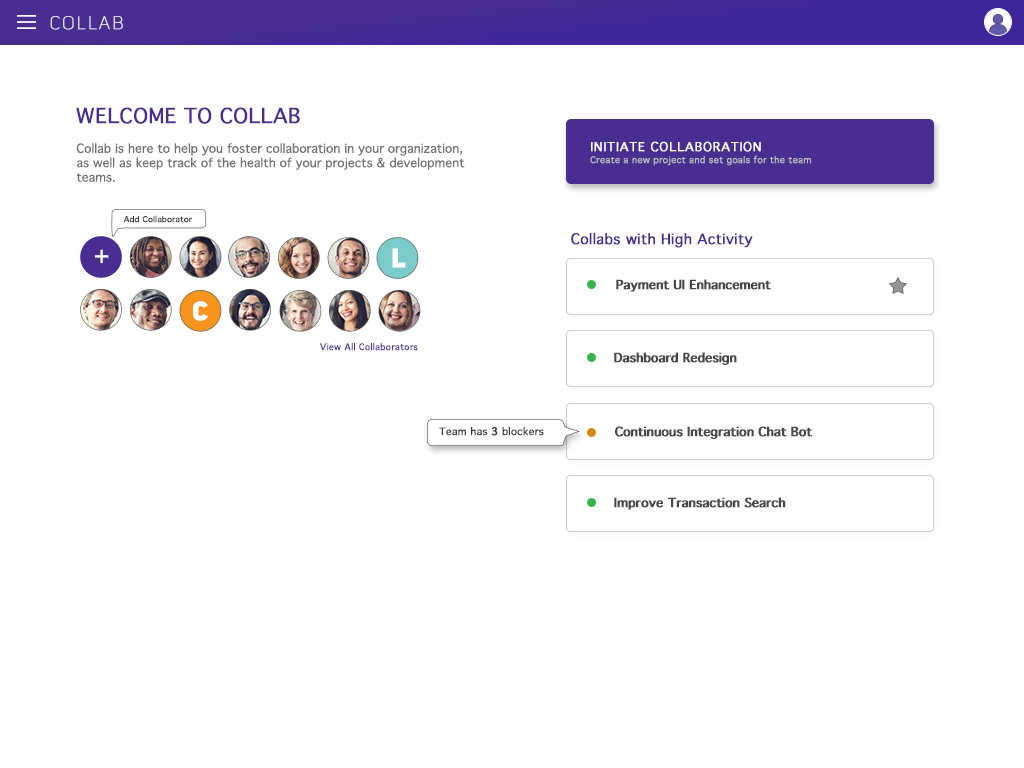 COLLAB
WELCOME TO COLLAB
Collab is here to help you foster collaboration in your organization,
as well as keep track of the health of your projects & development
teams.
Add Collaborator
+
L
C
View All Collaborators
INITIATE COLLABORATION
Create a new project and set goals for the team
Collabs with High Activity
Payment UI Enhancement
Dashboard Redesign
Team has 3 blockers
Continuous Integration Chat Bot
Improve Transaction Search